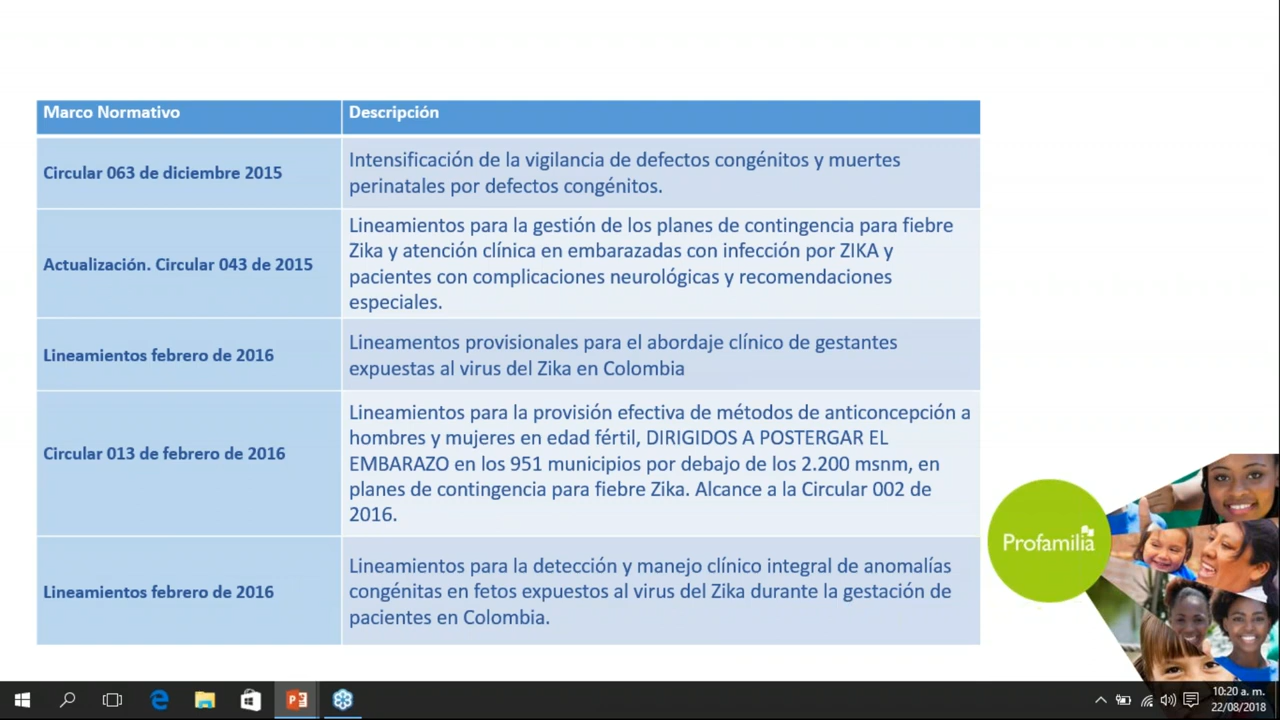 Marco Normativo
Descripción
Circular 063 de diciembre 2015
Intensificación de la vigilancia de defectos congénitos y muertes
perinatales por defectos congénitos.
Actualización. Circular 043 de 2015
Lineamientos para la gestión de los planes de contingencia para fiebre
Zika y atención clínica en embarazadas con infección por ZIKA y
pacientes con complicaciones neurológicas y recomendaciones
especiales.
Lineamientos febrero de 2016
Lineamentos provisionales para el abordaje clínico de gestantes
expuestas al virus del Zika en Colombia
Circular 013 de febrero de 2016
Lineamientos para la provisión efectiva de métodos de anticoncepción a
hombres y mujeres en edad fértil, DIRIGIDOS A POSTERGAR EL
EMBARAZO en los 951 municipios por debajo de los 2.200 msnm, en
planes de contingencia para fiebre Zika. Alcance a la Circular 002 de
2016.
Lineamientos febrero de 2016
Lineamientos para la detección y manejo clínico integral de anomalías
congénitas en fetos expuestos al virus del Zika durante la gestación de
pacientes en Colombia.
Profamilia
10:20 a. m.
22/08/2018